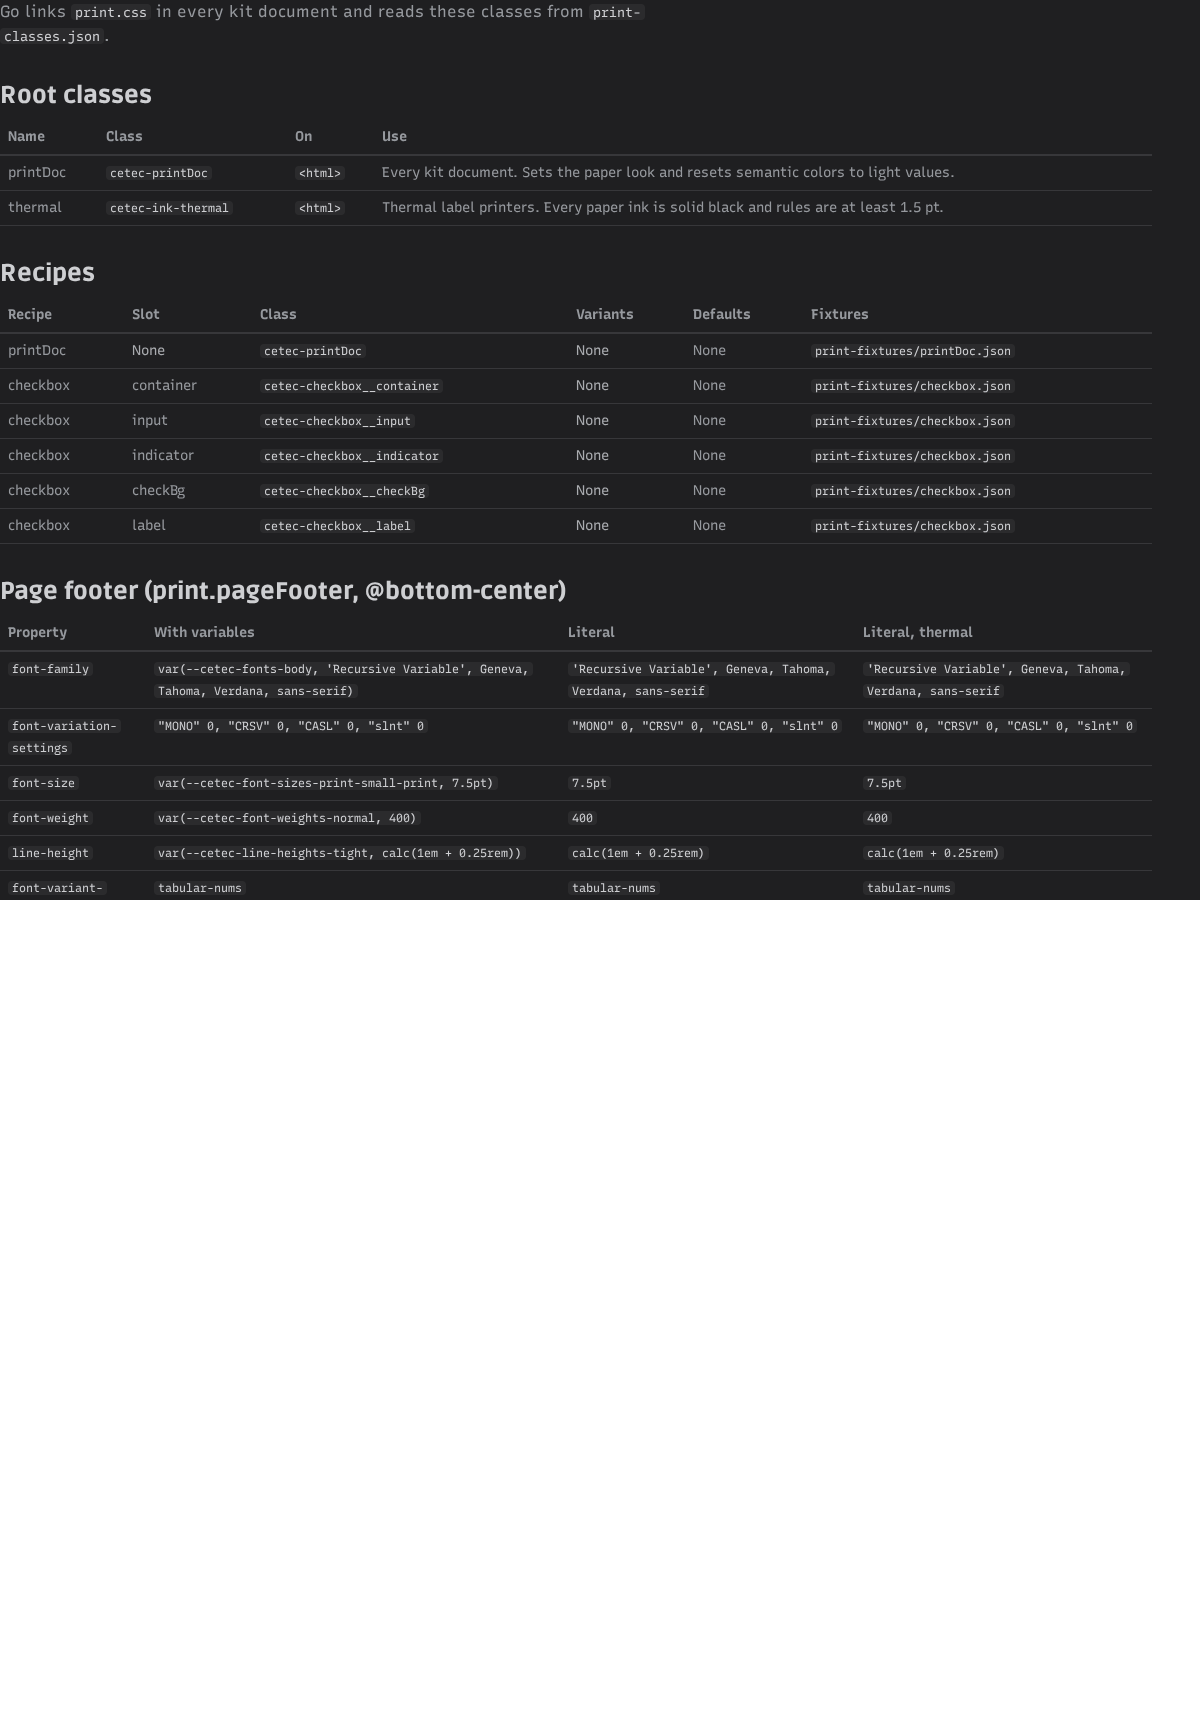 Go links print.css in every kit document and reads these classes from print-
classes.json.
Root classes
Name Class On Use
printDoc cetec-printDoc <html> Every kit document. Sets the paper look and resets semantic colors to light values.
thermal cetec-ink-thermal <html> Thermal label printers. Every paper ink is solid black and rules are at least 1.5 pt.
Recipes
Recipe Slot Class Variants Defaults Fixtures
printDoc None cetec-printDoc None None print-fixtures/printDoc.json
checkbox container cetec-checkbox__container None None print-fixtures/checkbox.json
checkbox input cetec-checkbox__input None None print-fixtures/checkbox.json
checkbox indicator cetec-checkbox__indicator None None print-fixtures/checkbox.json
checkbox checkBg cetec-checkbox__checkBg None None print-fixtures/checkbox.json
checkbox label cetec-checkbox__label None None print-fixtures/checkbox.json
Page footer (print.pageFooter, @bottom-center)
Property With variables Literal Literal, thermal
font-family var(--cetec-fonts-body, 'Recursive Variable', Geneva, 'Recursive Variable', Geneva, Tahoma, 'Recursive Variable', Geneva, Tahoma,
Tahoma, Verdana, sans-serif) Verdana, sans-serif Verdana, sans-serif
font-variation- "MONO" 0, "CRSV" 0, "CASL" 0, "slnt" 0 "MONO" 0, "CRSV" 0, "CASL" 0, "slnt" 0 "MONO" 0, "CRSV" 0, "CASL" 0, "slnt" 0
settings
font-size var(--cetec-font-sizes-print-small-print, 7.5pt) 7.5pt 7.5pt
font-weight var(--cetec-font-weights-normal, 400) 400 400
line-height var(--cetec-line-heights-tight, calc(1em + 0.25rem)) calc(1em + 0.25rem) calc(1em + 0.25rem)
font-variant- tabular-nums tabular-nums tabular-nums